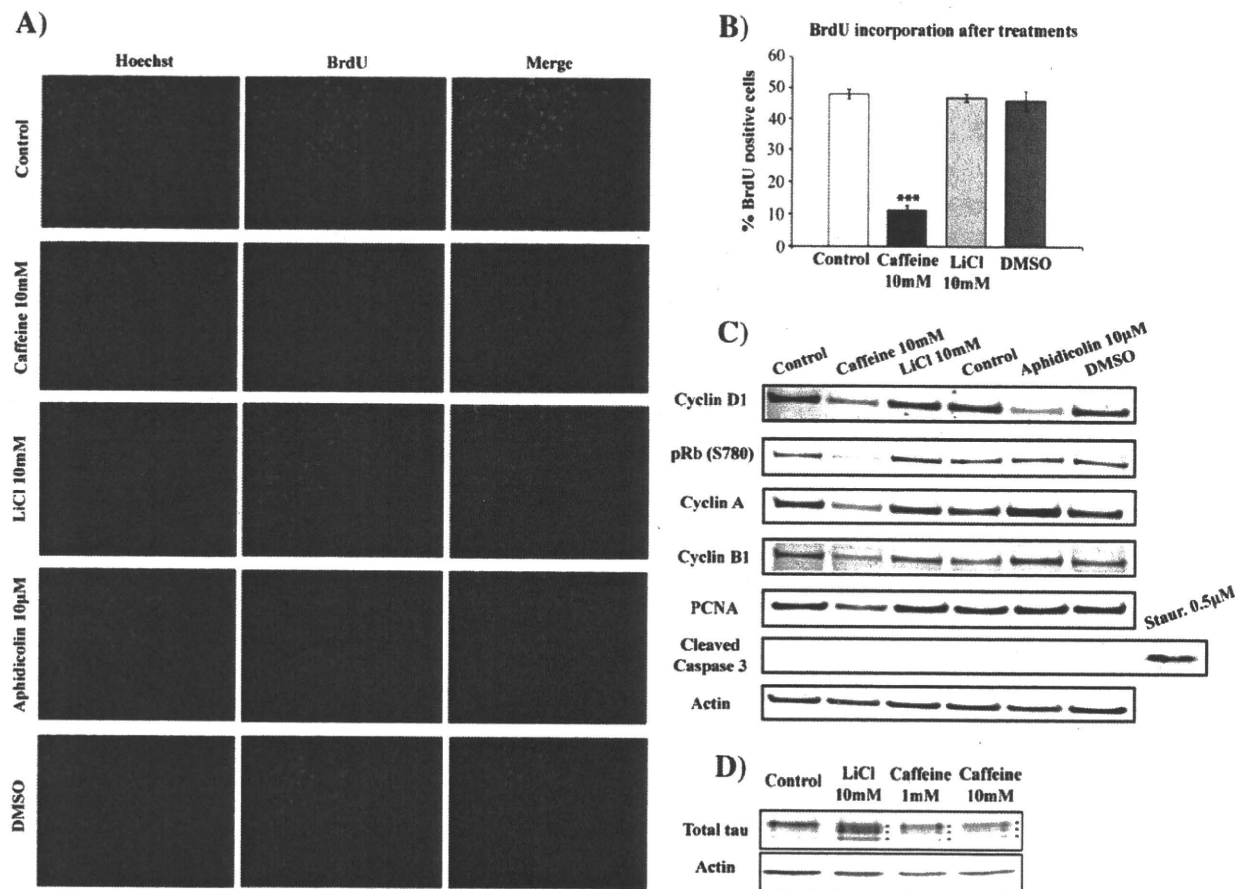 A)
Hoechst BrdU Merge
Control
Caffeine 10mM
LiCl 10mM
Aphidicolin 10µM
DMSO
B)
BrdU incorporation after treatments
% BrdU positive cells
60
50
40
30
20
10
0
***
Control Caffeine LiCl DMSO
10mM 10mM
C)
Control Caffeine 10mM LiCl 10mM Control Aphidicolin 10µM DMSO
Cyclin D1
pRb (S780)
Cyclin A
Cyclin B1
PCNA
Staur. 0.5µM
Cleaved
Caspase 3
Actin
D)
Control LiCl Caffeine Caffeine
10mM 1mM 10mM
Total tau
Actin